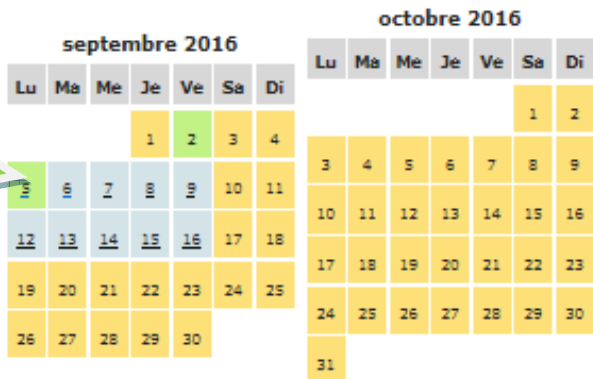 septembre 2016
Lu Ma Me Je Ve Sa Di
1 2 3 4
5 6 7 8 9 10 11
12 13 14 15 16 17 18
19 20 21 22 23 24 25
26 27 28 29 30
octobre 2016
Lu Ma Me Je Ve Sa Di
1 2
3 4 5 6 7 8 9
10 11 12 13 14 15 16
17 18 19 20 21 22 23
24 25 26 27 28 29 30
31